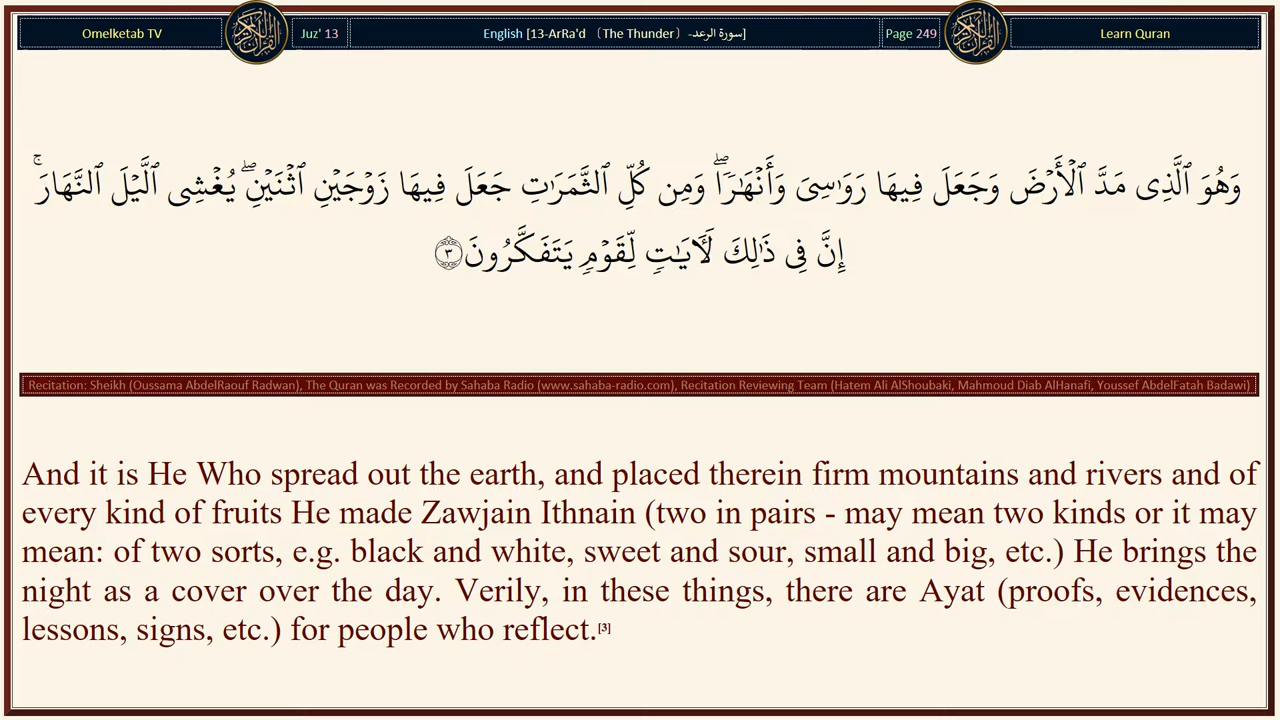 Omelketab TV
Juz' 13
English [13-ArRa'd （The Thunder）-سورة الرعد]
Page 249
Learn Quran
وَهُوَ ٱلَّذِى مَدَّ ٱلْأَرْضَ وَجَعَلَ فِيهَا رَوَٰسِىَ وَأَنْهَٰرًۭا ۖ وَمِن كُلِّ ٱلثَّمَرَٰتِ جَعَلَ فِيهَا زَوْجَيْنِ ٱثْنَيْنِ ۖ يُغْشِى ٱلَّيْلَ ٱلنَّهَارَ ۚ
إِنَّ فِى ذَٰلِكَ لَـَٔايَٰتٍۢ لِّقَوْمٍۢ يَتَفَكَّرُونَ ٣
Recitation: Sheikh (Oussama AbdelRaouf Radwan), The Quran was Recorded by Sahaba Radio (www.sahaba-radio.com), Recitation Reviewing Team (Hatem Ali AlShoubaki, Mahmoud Diab AlHanafi, Youssef AbdelFatah Badawi)
And it is He Who spread out the earth, and placed therein firm mountains and rivers and of
every kind of fruits He made Zawjain Ithnain (two in pairs - may mean two kinds or it may
mean: of two sorts, e.g. black and white, sweet and sour, small and big, etc.) He brings the
night as a cover over the day. Verily, in these things, there are Ayat (proofs, evidences,
lessons, signs, etc.) for people who reflect.[3]